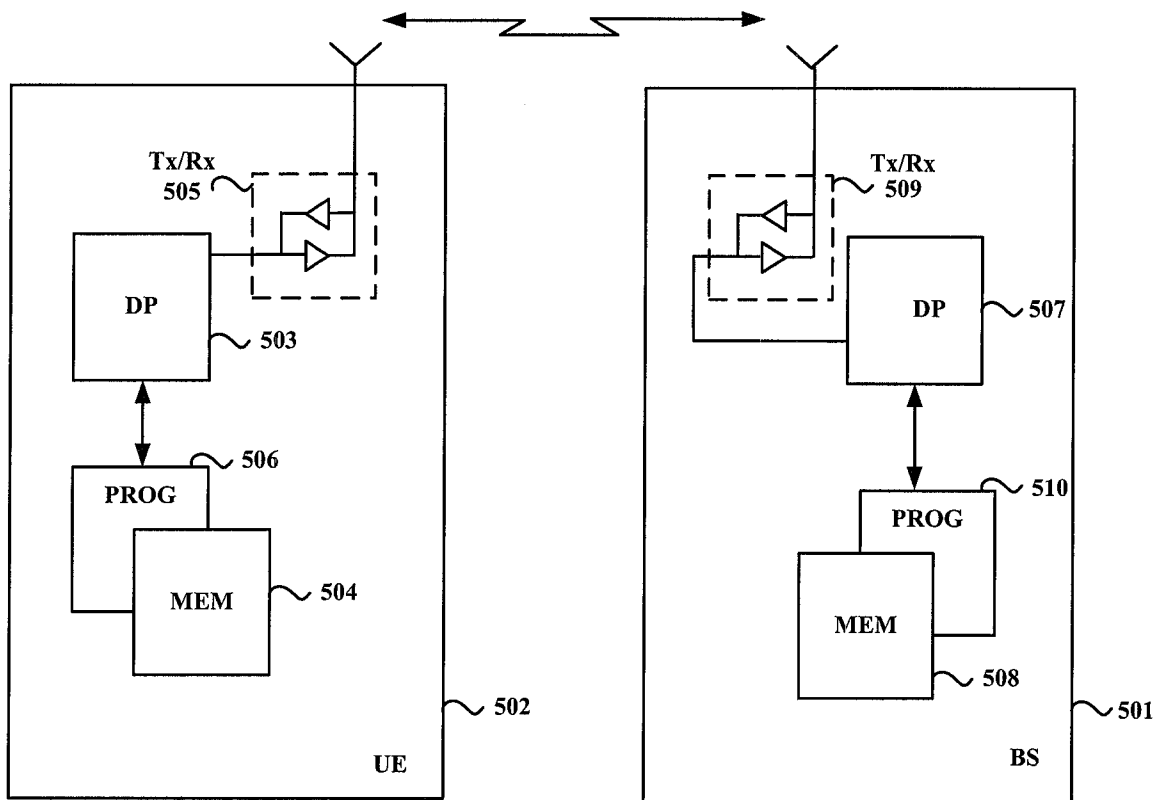 Tx/Rx
505
DP
503
506
PROG
MEM
504
502
UE
Tx/Rx
509
DP
507
510
PROG
MEM
508
501
BS